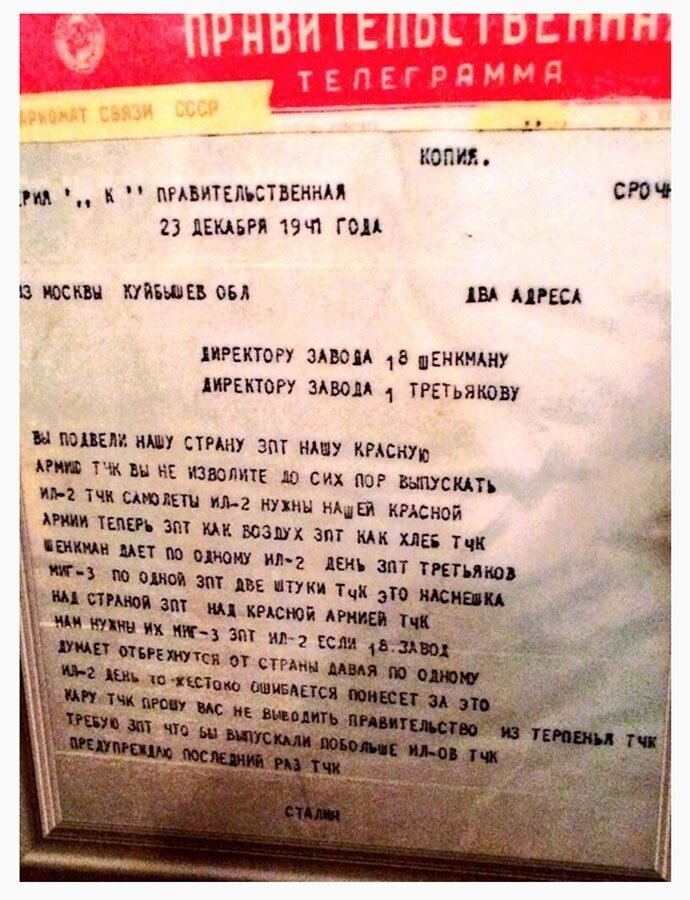 ПРАВИТЕЛЬСТВЕННАЯ
ТЕЛЕГРАММА
АРКОМАТ СВЯЗИ СССР
КОПИЯ.
РИЯ ',, К '' ПРАВИТЕЛЬСТВЕННАЯ СРОЧН
23 ДЕКАБРЯ 1941 ГОДА
ИЗ МОСКВЫ КУЙБЫШЕВ ОБЛ ДВА АДРЕСА
ДИРЕКТОРУ ЗАВОДА 18 ШЕНКМАНУ
ДИРЕКТОРУ ЗАВОДА 1 ТРЕТЬЯКОВУ
ВЫ ПОДВЕЛИ НАШУ СТРАНУ ЗПТ НАШУ КРАСНУЮ
АРМИЮ ТЧК ВЫ НЕ ИЗВОЛИТЕ ДО СИХ ПОР ВЫПУСКАТЬ
ИЛ-2 ТЧК САМОЛЕТЫ ИЛ-2 НУЖНЫ НАШЕЙ КРАСНОЙ
АРМИИ ТЕПЕРЬ ЗПТ КАК ВОЗДУХ ЗПТ КАК ХЛЕБ ТЧК
ШЕНКМАН ДАЕТ ПО ОДНОМУ ИЛ-2 ДЕНЬ ЗПТ ТРЕТЬЯКОВ
МИГ-3 ПО ОДНОЙ ЗПТ ДВЕ ШТУКИ ТЧК ЭТО НАСМЕШКА
НАД СТРАНОЙ ЗПТ НАД КРАСНОЙ АРМИЕЙ ТЧК
НАМ НУЖНЫ ИХ МИГ-3 ЗПТ ИЛ-2 ЕСЛИ 18.ЗАВОД
ДУМАЕТ ОТБРЕХНУТСЯ ОТ СТРАНЫ ДАВАЯ ПО ОДНОМУ
ИЛ-2 ДЕНЬ ТО ЖЕСТОКО ОШИБАЕТСЯ ПОНЕСЕТ ЗА ЭТО
КАРУ ТЧК ПРОШУ ВАС НЕ ВЫВОДИТЬ ПРАВИТЕЛЬСТВО ИЗ ТЕРПЕНЬЯ ТЧК
ТРЕБУЮ ЗПТ ЧТО БЫ ВЫПУСКАЛИ ПОБОЛЬШЕ ИЛ-ОВ ТЧК
ПРЕДУПРЕЖДАЮ ПОСЛЕДНИЙ РАЗ ТЧК
СТАЛИН